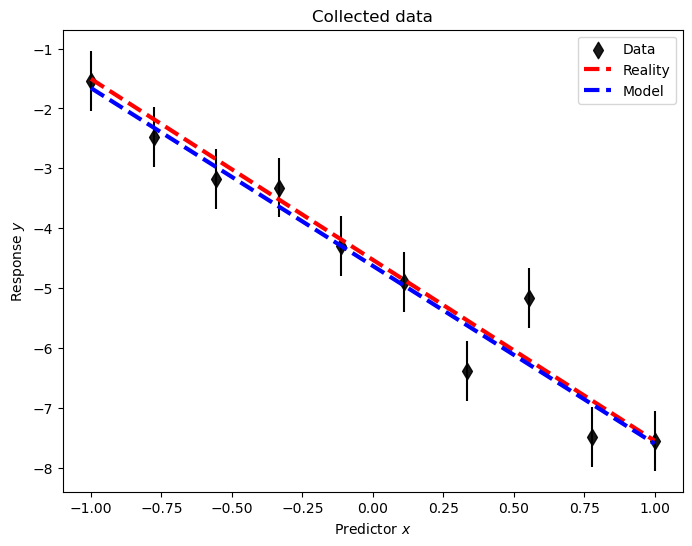 Collected data
Data
Reality
Model
Response y
−1
−2
−3
−4
−5
−6
−7
−8
−1.00 −0.75 −0.50 −0.25 0.00 0.25 0.50 0.75 1.00
Predictor x